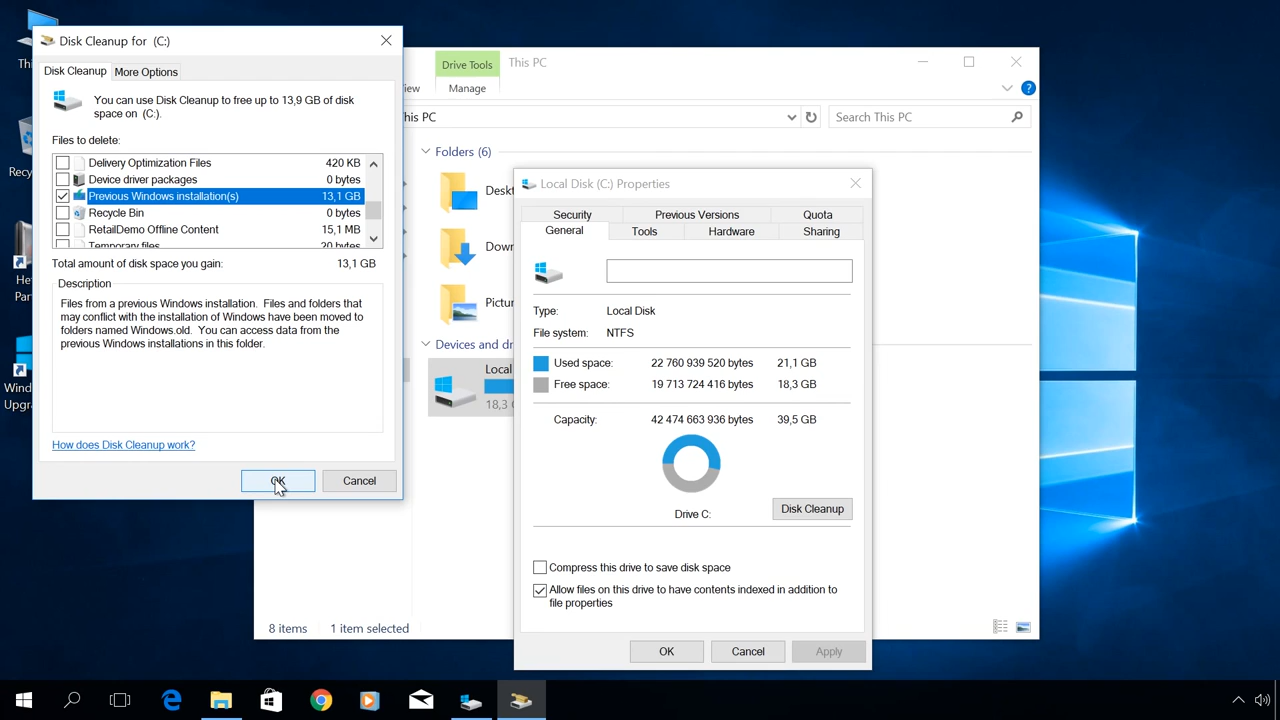 Disk Cleanup for (C:)
Disk Cleanup
More Options
You can use Disk Cleanup to free up to 13,9 GB of disk
space on (C:).
Files to delete:
Delivery Optimization Files 420 KB
Device driver packages 0 bytes
Previous Windows installation(s) 13,1 GB
Recycle Bin 0 bytes
RetailDemo Offline Content 15,1 MB
Temporary files 20 bytes
Total amount of disk space you gain: 13,1 GB
Description
Files from a previous Windows installation. Files and folders that
may conflict with the installation of Windows have been moved to
folders named Windows.old. You can access data from the
previous Windows installations in this folder.
How does Disk Cleanup work?
OK
Cancel
Drive Tools
This PC
Manage
?
Search This PC
Folders (6)
Devices and
Local
18,3
8 items
1 item selected
Local Disk (C:) Properties
Security
Previous Versions
Quota
General
Tools
Hardware
Sharing
Type: Local Disk
File system: NTFS
Used space: 22 760 939 520 bytes 21,1 GB
Free space: 19 713 724 416 bytes 18,3 GB
Capacity: 42 474 663 936 bytes 39,5 GB
Drive C:
Disk Cleanup
Compress this drive to save disk space
Allow files on this drive to have contents indexed in addition to
file properties
OK
Cancel
Apply